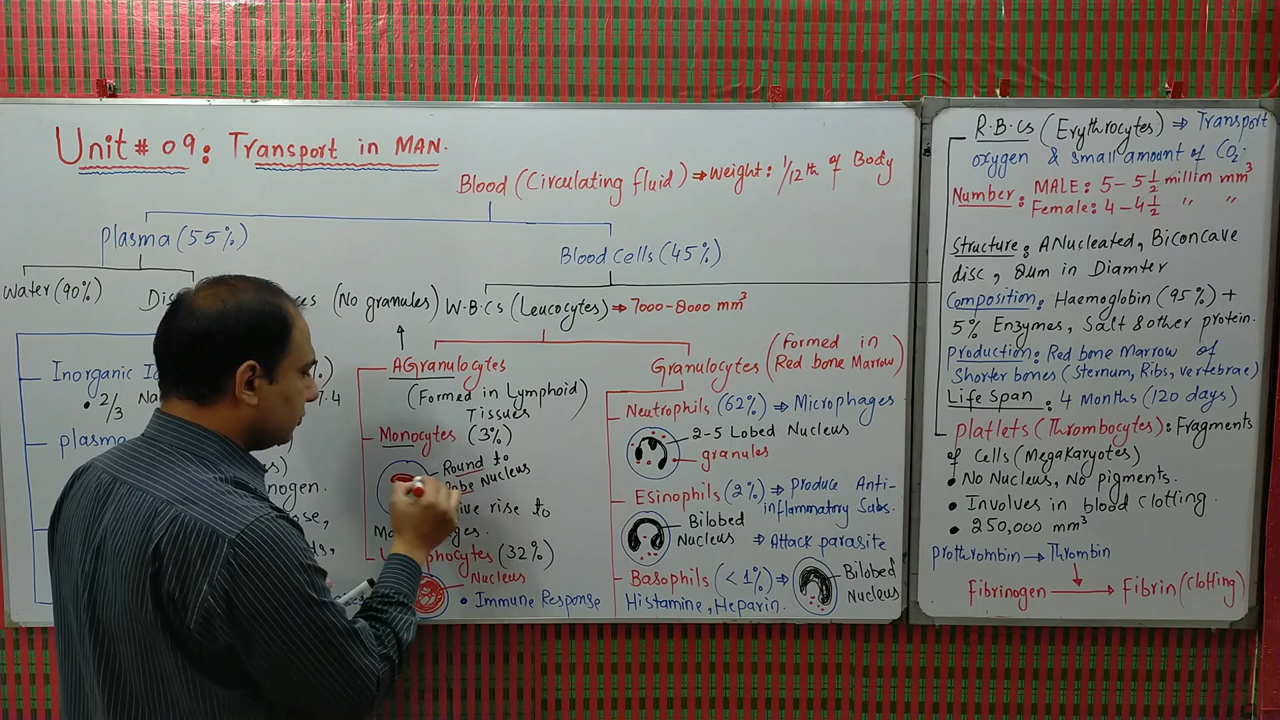 Unit # 09: Transport in MAN.
Blood (Circulating fluid) ⇒ Weight: 1/12th of Body
Plasma (55%)
Blood Cells (45%)
Water (90%)
(No granules)
W.B.Cs (Leucocytes) ⇒ 7000-8000 mm³
Inorganic
• 2/3 Na
7.4
plasma
AGranulocytes
(Formed in Lymphoid)
Tissues
Monocytes (3%)
Round to
Nucleus
rise to
(32%)
Nucleus
• Immune Response
Granulocytes (Formed in
Red bone Marrow)
Neutrophils (62%) ⇒ Microphages
2-5 Lobed Nucleus
granules
Esinophils (2%) ⇒ Produce Anti-
inflammatory Subs.
Bilobed
Nucleus ⇒ Attack parasite
Basophils (<1%) ⇒
Histamine, Heparin.
Bilobed
Nucleus
R.B.Cs (Erythrocytes) ⇒ Transport
oxygen & small amount of CO2.
Number: MALE: 5-5 1/2 millim mm³
Female: 4-4 1/2 " "
Structure: ANucleated, Biconcave
disc, 8um in Diamter
Composition: Haemoglobin (95%) +
5% Enzymes, Salt & other protein.
Production: Red bone Marrow of
Shorter bones (Sternum, Ribs, vertebrae)
Life Span: 4 months (120 days)
Platlets (Thrombocytes): Fragments
of Cells (Megakaryotes)
• No Nucleus, No pigments.
• Involves in blood clotting.
• 250,000 mm³
prothrombin → Thrombin
Fibrinogen → Fibrin (clotting)